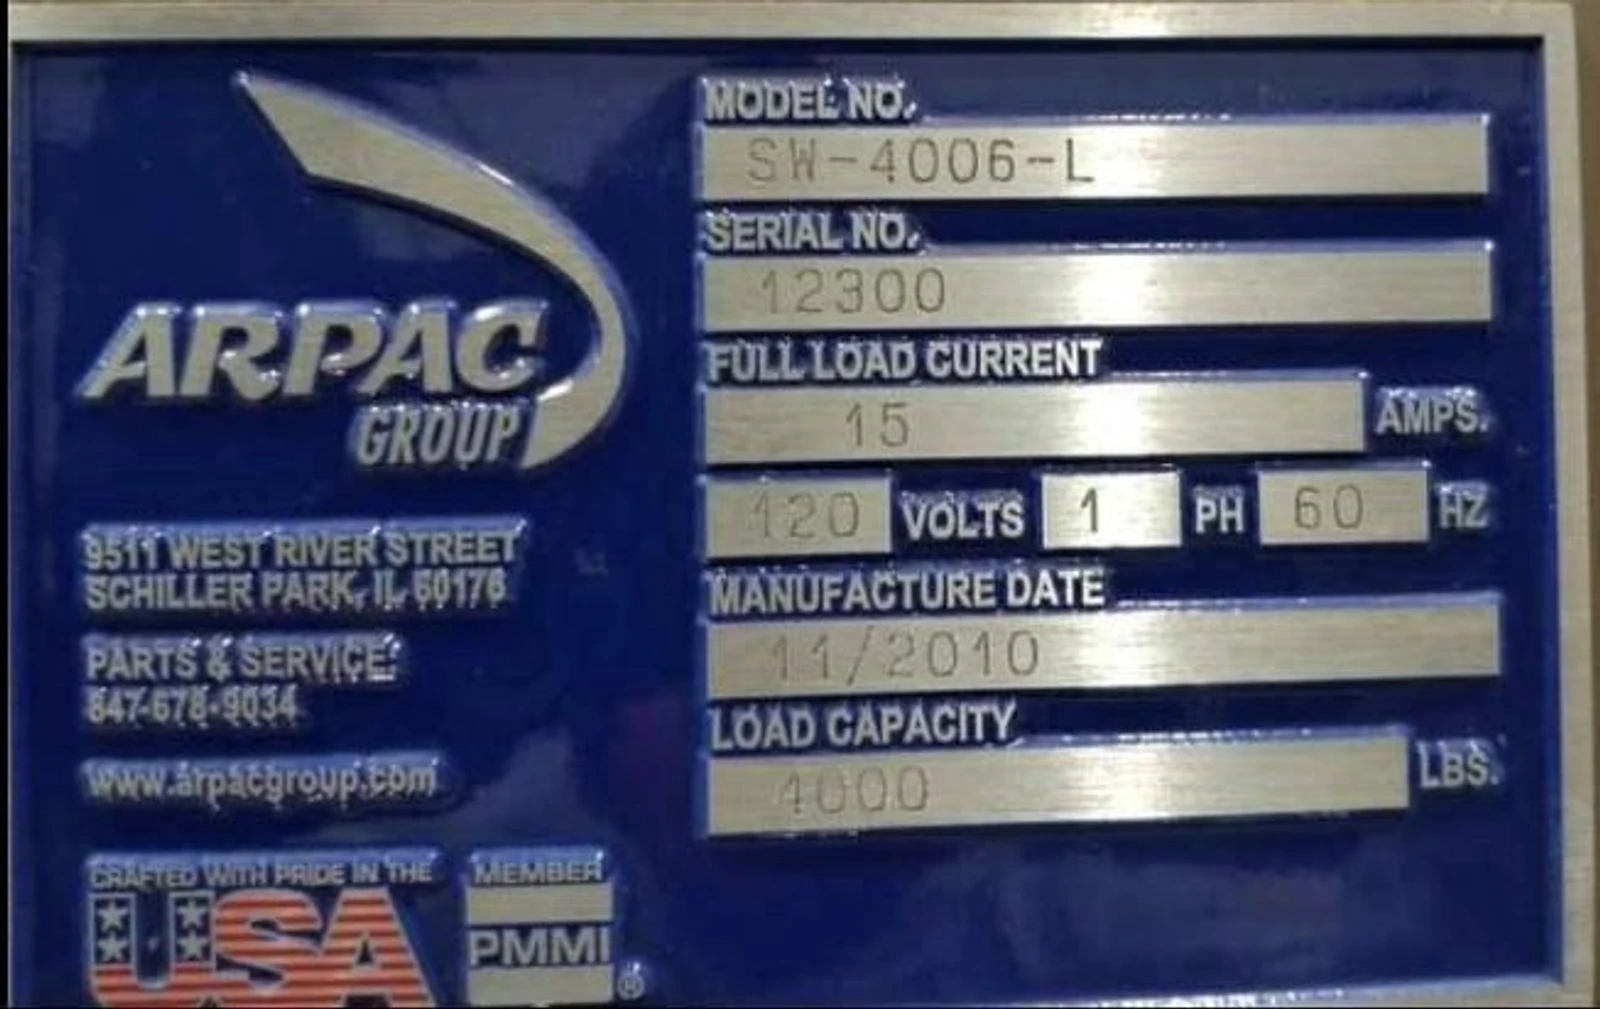 ARPAC
GROUP
9511 WEST RIVER STREET
SCHILLER PARK, IL 60176
PARTS & SERVICE:
847-678-9034
www.arpacgroup.com
CRAFTED WITH PRIDE IN THE
USA
MEMBER
PMMI
®
MODEL NO.
SW-4006-L
SERIAL NO.
12300
FULL LOAD CURRENT
15 AMPS.
120 VOLTS 1 PH 60 HZ
MANUFACTURE DATE
11/2010
LOAD CAPACITY
4000 LBS.